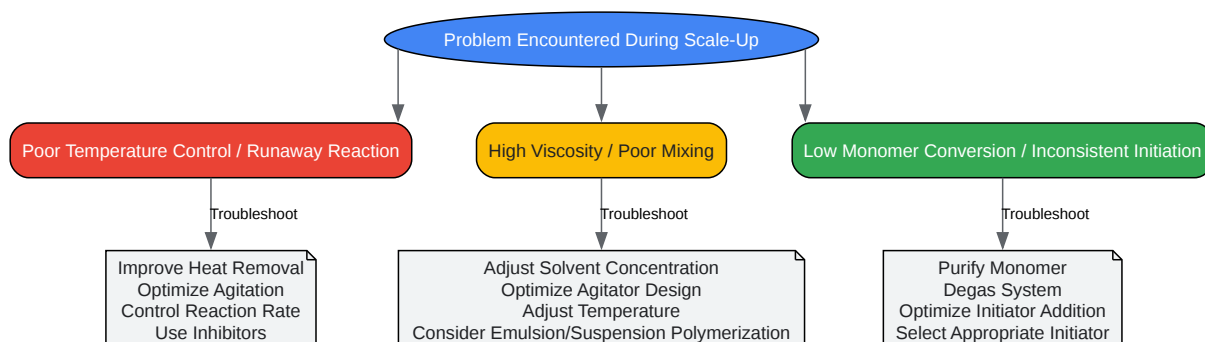 Problem Encountered During Scale-Up
Poor Temperature Control / Runaway Reaction
High Viscosity / Poor Mixing
Low Monomer Conversion / Inconsistent Initiation
Troubleshoot
Troubleshoot
Troubleshoot
Improve Heat Removal
Optimize Agitation
Control Reaction Rate
Use Inhibitors
Adjust Solvent Concentration
Optimize Agitator Design
Adjust Temperature
Consider Emulsion/Suspension Polymerization
Purify Monomer
Degas System
Optimize Initiator Addition
Select Appropriate Initiator